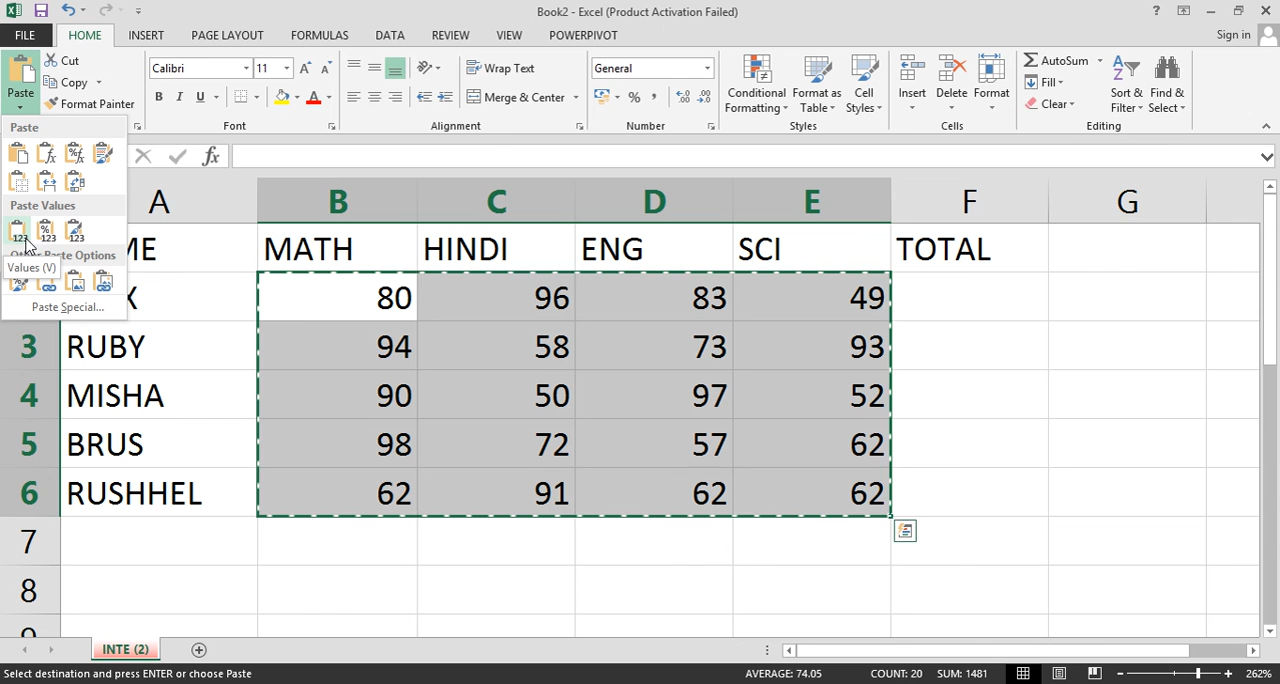 Book2 - Excel (Product Activation Failed)
FILE HOME INSERT PAGE LAYOUT FORMULAS DATA REVIEW VIEW POWERPIVOT Sign in
Paste
Cut
Copy
Format Painter
Calibri 11
B I U
Font
Wrap Text
Merge & Center
Alignment
General
Number
Conditional Formatting
Format as Table
Cell Styles
Styles
Insert Delete Format
Cells
AutoSum
Fill
Clear
Sort & Filter
Find & Select
Editing
Paste
Paste Values
Other Paste Options
Values (V)
Paste Special...
A B C D E F G
MATH HINDI ENG SCI TOTAL
80 96 83 49
3 RUBY 94 58 73 93
4 MISHA 90 50 97 52
5 BRUS 98 72 57 62
6 RUSHHEL 62 91 62 62
7
8
INTE (2)
Select destination and press ENTER or choose Paste AVERAGE: 74.05 COUNT: 20 SUM: 1481 262%